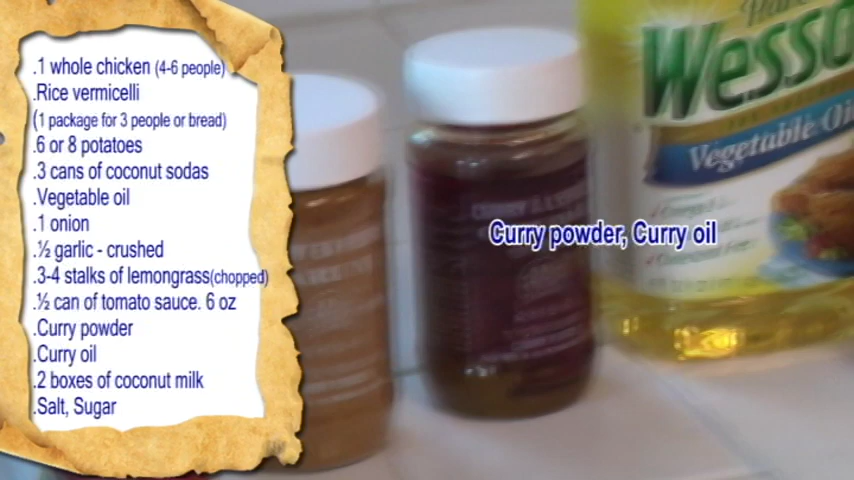 .1 whole chicken (4-6 people)
.Rice vermicelli
(1 package for 3 people or bread)
.6 or 8 potatoes
.3 cans of coconut sodas
.Vegetable oil
.1 onion
.½ garlic - crushed
.3-4 stalks of lemongrass(chopped)
.½ can of tomato sauce. 6 oz
.Curry powder
.Curry oil
.2 boxes of coconut milk
.Salt, Sugar
Curry powder, Curry oil
Wesso
Vegetable Oi